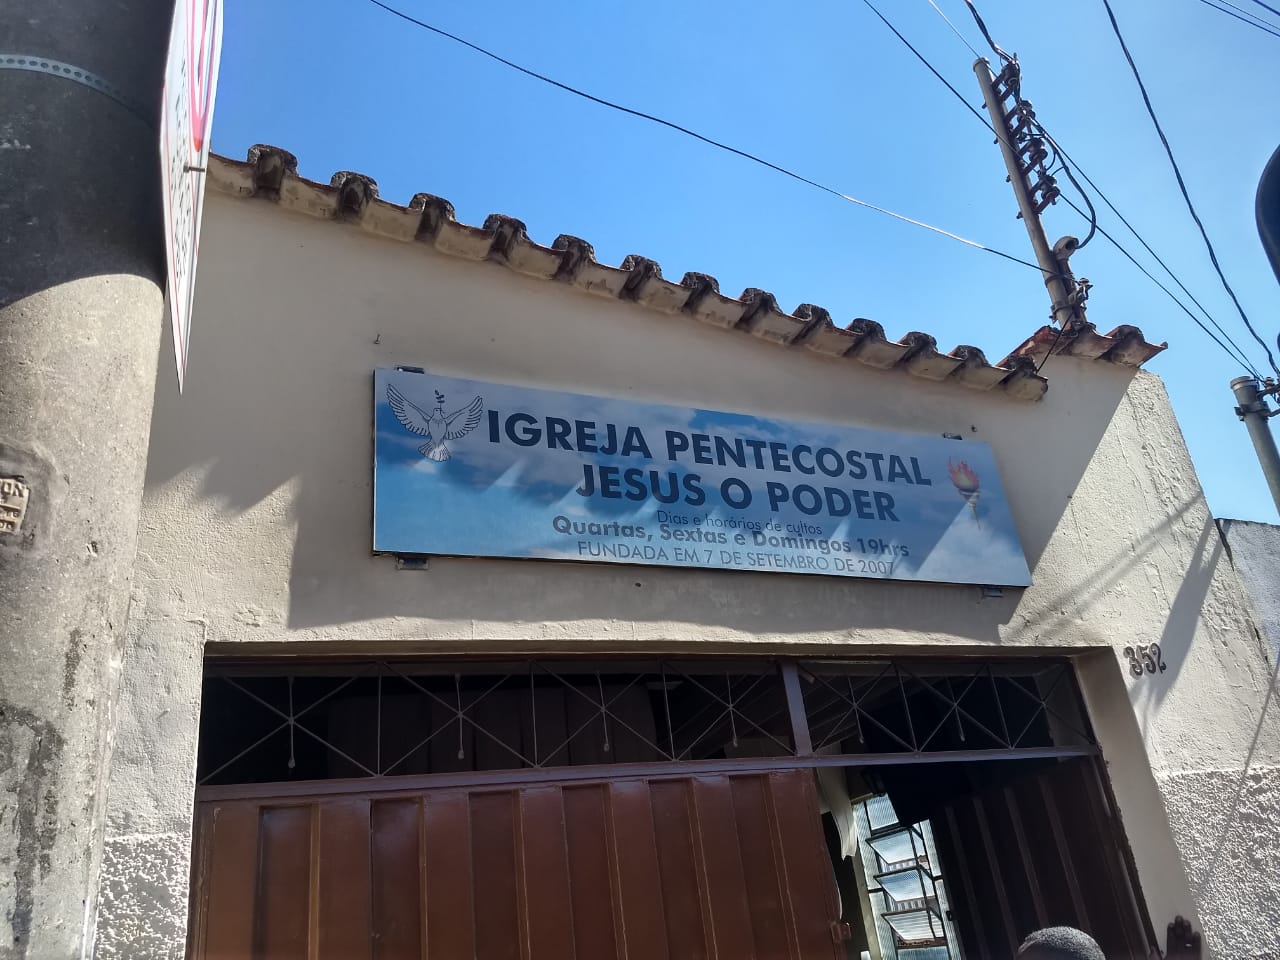 IGREJA PENTECOSTAL
JESUS O PODER
Dias e horários de cultos
Quartas, Sextas e Domingos 19hrs
FUNDADA EM 7 DE SETEMBRO DE 2007
352